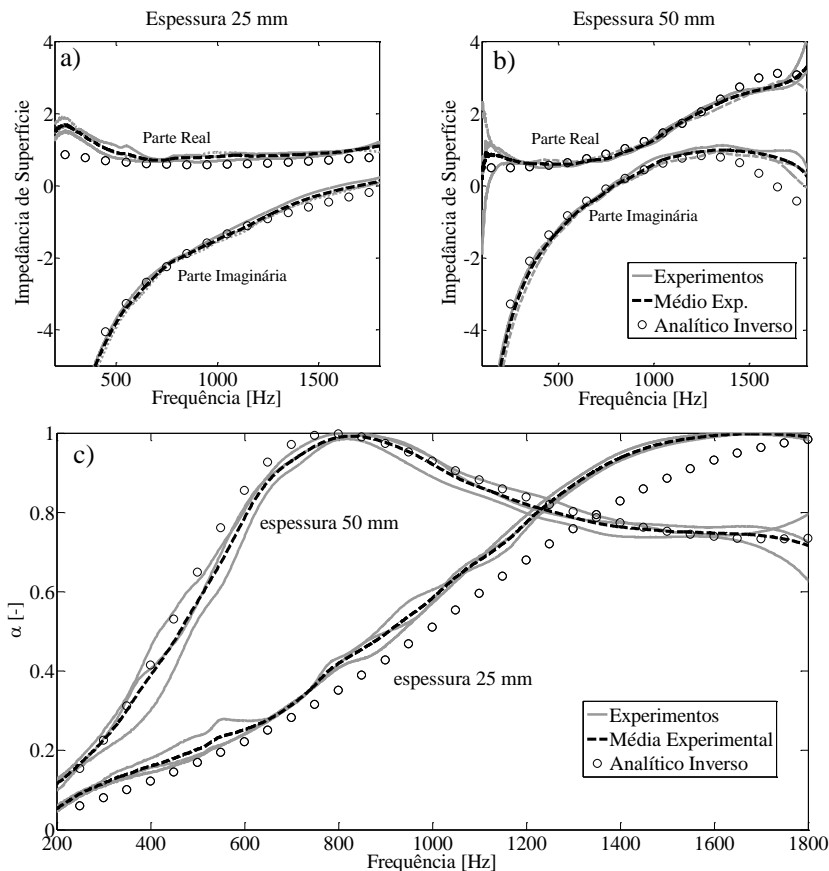 Espessura 25 mm
Espessura 50 mm
a)
4
2
0
-2
-4
Impedância de Superfície
Parte Real
Parte Imaginária
500
1000
1500
Frequência [Hz]
b)
4
2
0
-2
-4
Impedância de Superfície
Parte Real
Parte Imaginária
Experimentos
Médio Exp.
Analítico Inverso
500
1000
1500
Frequência [Hz]
c)
1
0.8
0.6
0.4
0.2
0
α [-]
espessura 50 mm
espessura 25 mm
Experimentos
Média Experimental
Analítico Inverso
200
400
600
800
1000
1200
1400
1600
1800
Frequência [Hz]